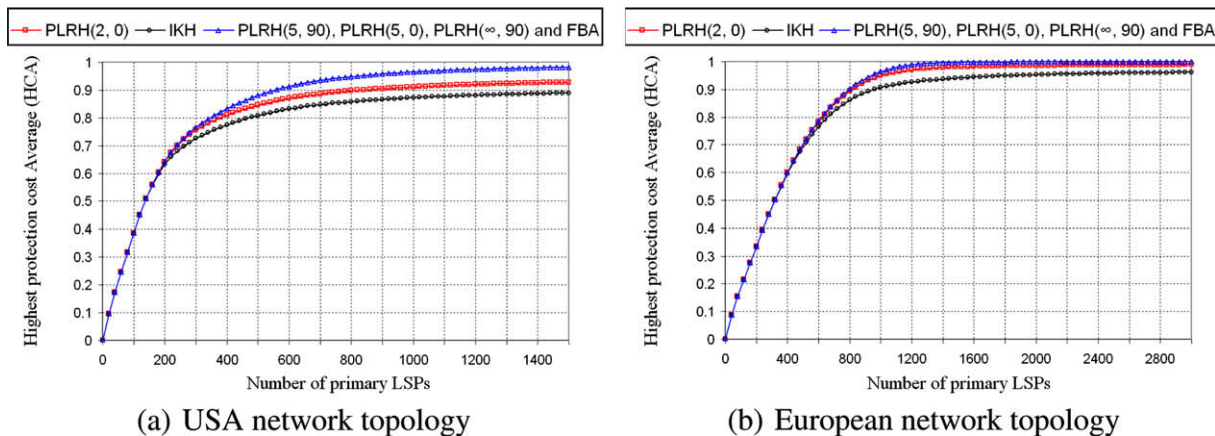 PLRH(2, 0) IKH PLRH(5, 90), PLRH(5, 0), PLRH(∞, 90) and FBA
Highest protection cost Average (HCA)
1
0.9
0.8
0.7
0.6
0.5
0.4
0.3
0.2
0.1
0
0 200 400 600 800 1000 1200 1400
Number of primary LSPs
(a) USA network topology
PLRH(2, 0) IKH PLRH(5, 90), PLRH(5, 0), PLRH(∞, 90) and FBA
Highest protection cost Average (HCA)
1
0.9
0.8
0.7
0.6
0.5
0.4
0.3
0.2
0.1
0
0 400 800 1200 1600 2000 2400 2800
Number of primary LSPs
(b) European network topology